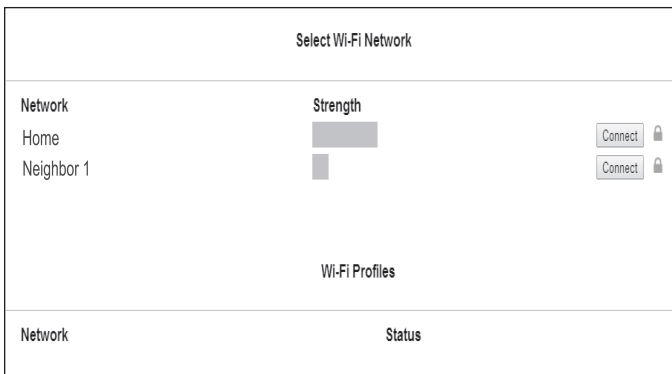 Select Wi-Fi Network
Network Strength
Home Connect
Neighbor 1 Connect
Wi-Fi Profiles
Network Status